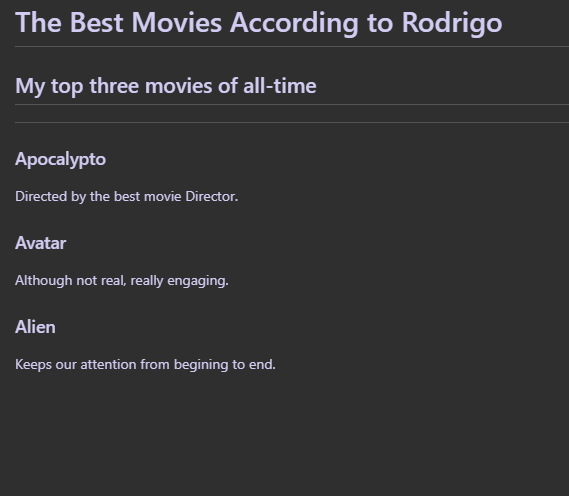 The Best Movies According to Rodrigo
My top three movies of all-time
Apocalypto
Directed by the best movie Director.
Avatar
Although not real, really engaging.
Alien
Keeps our attention from begining to end.